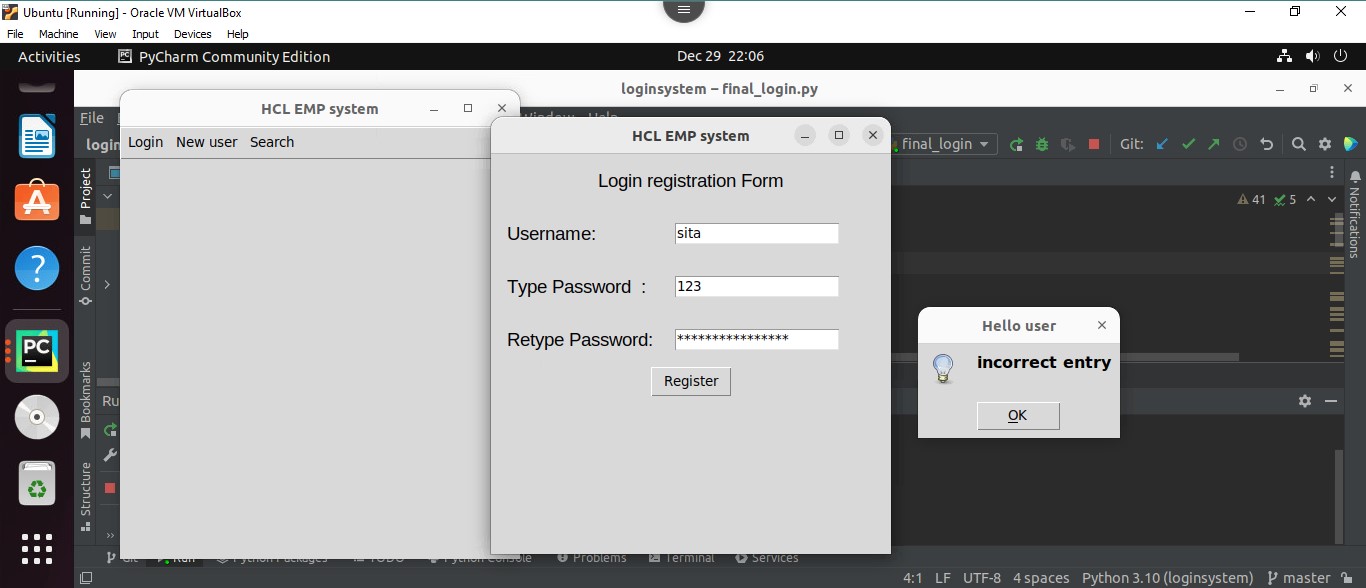 Ubuntu [Running] - Oracle VM VirtualBox
File Machine View Input Devices Help
Activities PyCharm Community Edition Dec 29 22:06
loginsystem – final_login.py
HCL EMP system
File Window Help
HCL EMP system
Login New user Search
login
final_login Git:
Project
Login registration Form
41 5
Notifications
Username: sita
Commit
Type Password : 123
Hello user
Retype Password: ****************
incorrect entry
Bookmarks
Register
Ru
OK
Structure
Git Run Python Packages TODO Python Console Problems Terminal Services
4:1 LF UTF-8 4 spaces Python 3.10 (loginsystem) master